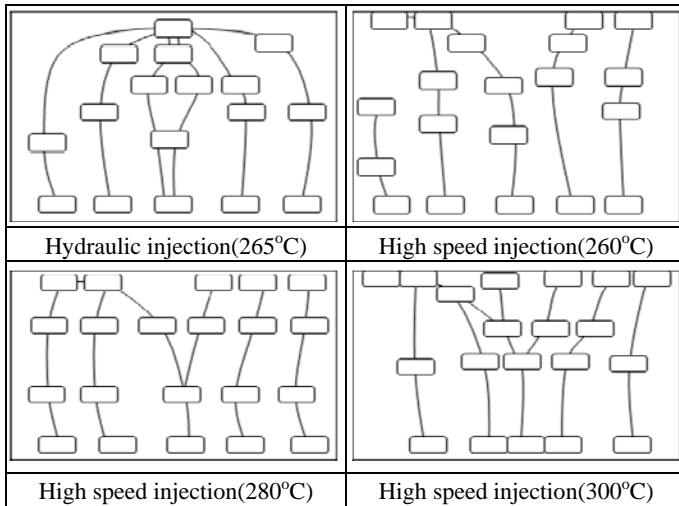 Hydraulic injection(265°C)
High speed injection(260°C)
High speed injection(280°C)
High speed injection(300°C)